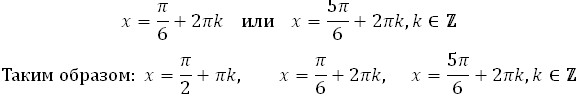 x = π/6 + 2πk или x = 5π/6 + 2πk, k ∈ ℤ
Таким образом: x = π/2 + πk, x = π/6 + 2πk, x = 5π/6 + 2πk, k ∈ ℤ